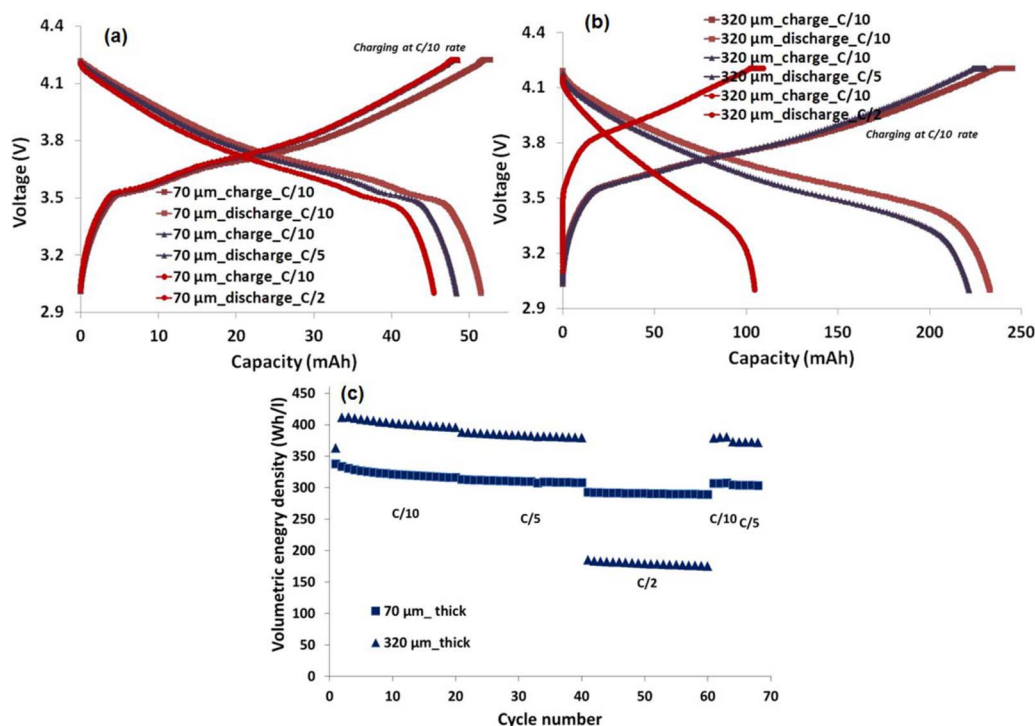 (a)
Charging at C/10 rate
4.4
4.1
3.8
3.5
3.2
2.9
Voltage (V)
70 µm_charge_C/10
70 µm_discharge_C/10
70 µm_charge_C/10
70 µm_discharge_C/5
70 µm_charge_C/10
70 µm_discharge_C/2
0
10
20
30
40
50
Capacity (mAh)
(b)
320 µm_charge_C/10
320 µm_discharge_C/10
320 µm_charge_C/10
320 µm_discharge_C/5
320 µm_charge_C/10
320 µm_discharge_C/2
Charging at C/10 rate
4.4
4.1
3.8
3.5
3.2
2.9
Voltage (V)
0
50
100
150
200
250
Capacity (mAh)
(c)
450
400
350
300
250
200
150
100
50
0
Volumetric enegry density (Wh/l)
C/10
C/5
C/2
C/10
C/5
70 µm_ thick
320 µm_thick
0
10
20
30
40
50
60
70
Cycle number